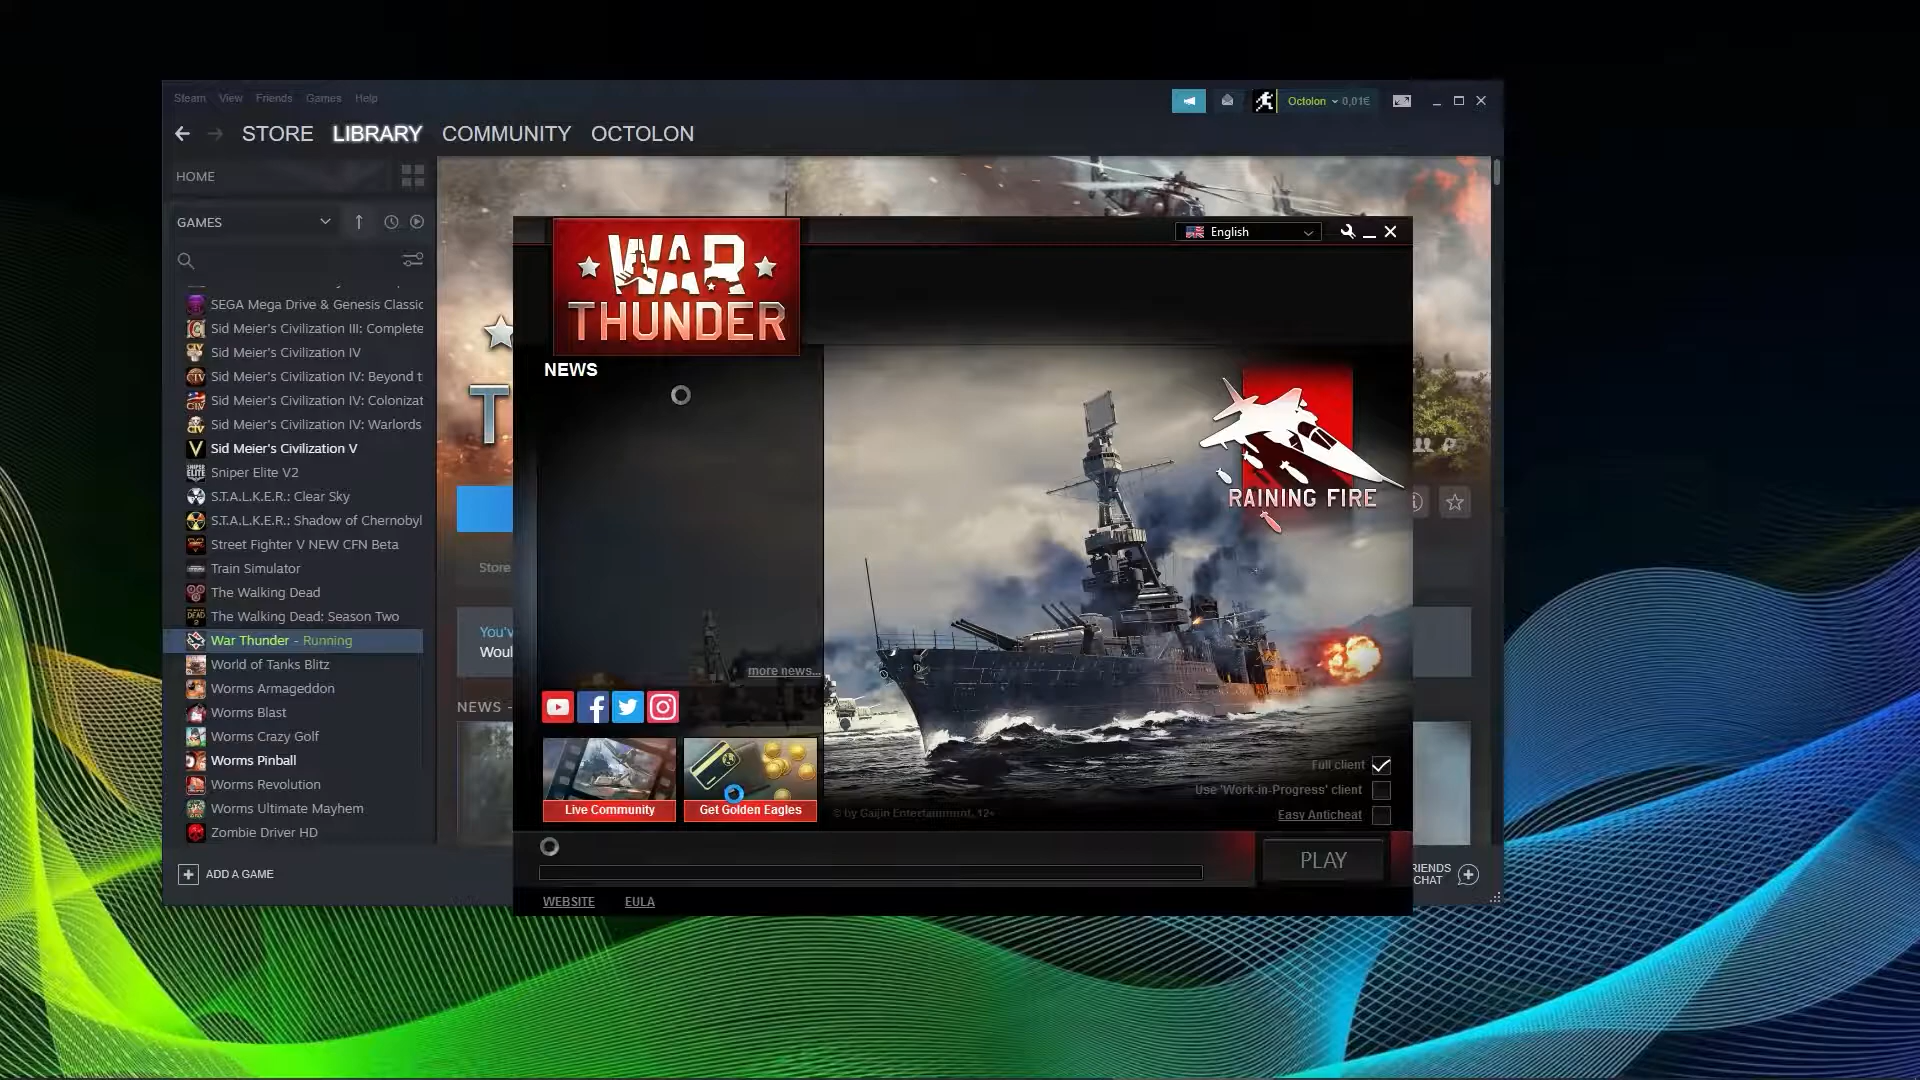 Steam View Friends Games Help
Octolon 0,01€
STORE LIBRARY COMMUNITY OCTOLON
HOME
GAMES
SEGA Mega Drive & Genesis Classic
Sid Meier's Civilization III: Complete
Sid Meier's Civilization IV
Sid Meier's Civilization IV: Beyond t
Sid Meier's Civilization IV: Colonizat
Sid Meier's Civilization IV: Warlords
Sid Meier's Civilization V
Sniper Elite V2
S.T.A.L.K.E.R.: Clear Sky
S.T.A.L.K.E.R.: Shadow of Chernobyl
Street Fighter V NEW CFN Beta
Train Simulator
The Walking Dead
The Walking Dead: Season Two
War Thunder - Running
World of Tanks Blitz
Worms Armageddon
Worms Blast
Worms Crazy Golf
Worms Pinball
Worms Revolution
Worms Ultimate Mayhem
Zombie Driver HD
ADD A GAME
T
Store
You'v
Woul
NEWS -
English
WAR
THUNDER
NEWS
more news...
RAINING FIRE
Live Community
Get Golden Eagles
© by Gaijin Entertainment, 12+
Full client
Use 'Work-in-Progress' client
Easy Anticheat
PLAY
WEBSITE EULA
RIENDS
CHAT